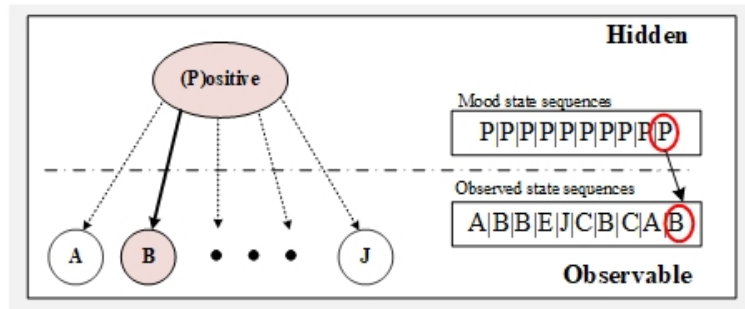 Hidden
(P)ositive
Mood state sequences
P|P|P|P|P|P|P|P|P|P
Observed state sequences
A|B|B|E|J|C|B|C|A|B
A B J
Observable